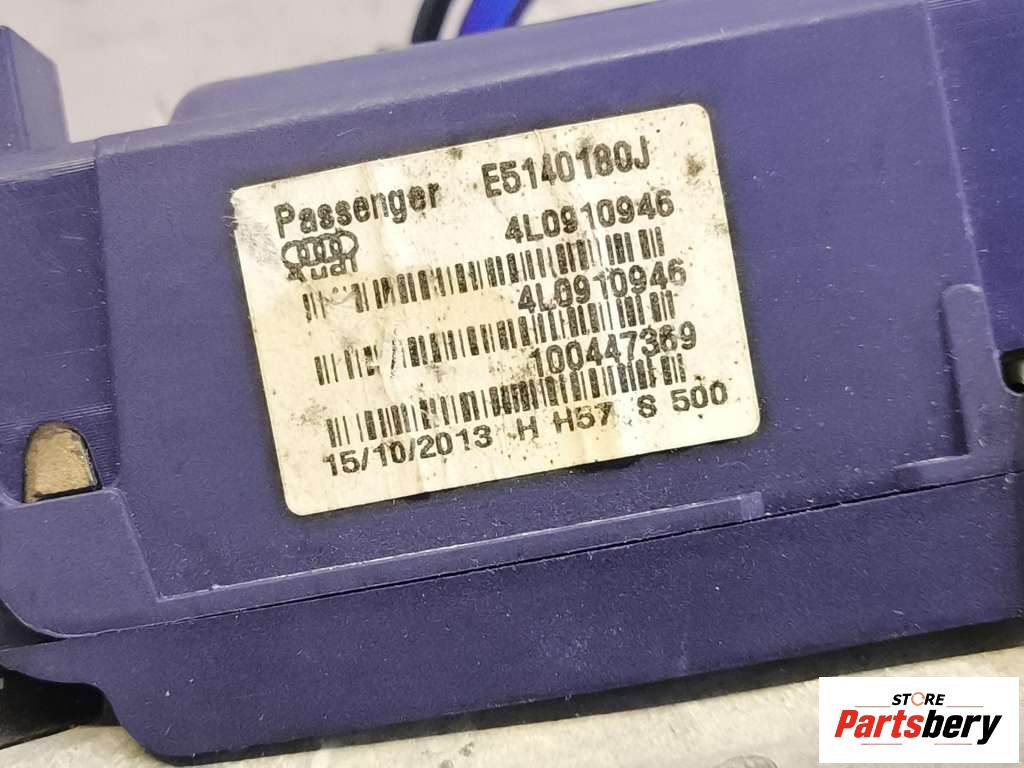 Passenger E5140180J
Audi
4L0910946
4L0910946
100447369
15/10/2013 H H57 S 500
STORE
Partsbery